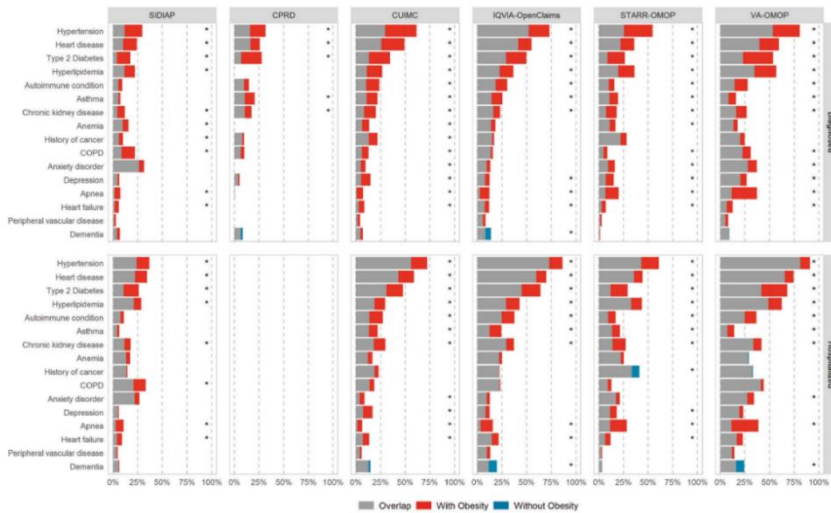 SIDIAP CPRD CUIMC IQVIA-OpenClaims STARR-OMOP VA-OMOP
Hypertension
Heart disease
Type 2 Diabetes
Hyperlipidemia
Autoimmune condition
Asthma
Chronic kidney disease
Anemia
History of cancer
COPD
Anxiety disorder
Depression
Apnea
Heart failure
Peripheral vascular disease
Dementia
Hypertension
Heart disease
Type 2 Diabetes
Hyperlipidemia
Autoimmune condition
Asthma
Chronic kidney disease
Anemia
History of cancer
COPD
Anxiety disorder
Depression
Apnea
Heart failure
Peripheral vascular disease
Dementia
0% 25% 50% 75% 100% 0% 25% 50% 75% 100% 0% 25% 50% 75% 100% 0% 25% 50% 75% 100% 0% 25% 50% 75% 100% 0% 25% 50% 75% 100%
Overlap With Obesity Without Obesity